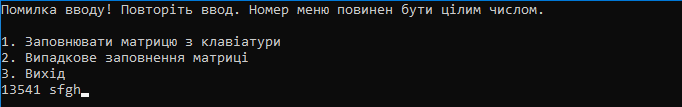 Помилка вводу! Повторіть ввод. Номер меню повинен бути цілим числом.
1. Заповнювати матрицю з клавіатури
2. Випадкове заповнення матриці
3. Вихід
13541 sfgh